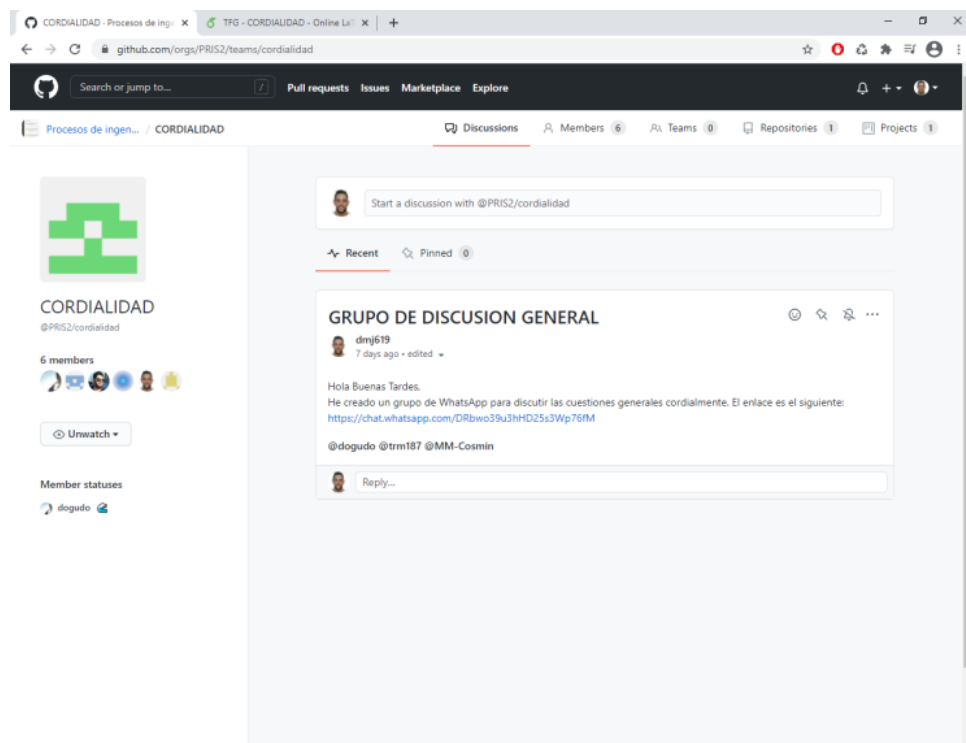 CORDIALIDAD - Procesos de inge
TFG - CORDIALIDAD - Online LaT
github.com/orgs/PRIS2/teams/cordialidad
Search or jump to...
/
Pull requests Issues Marketplace Explore
Procesos de ingen... / CORDIALIDAD
Discussions
Members 6
Teams 0
Repositories 1
Projects 1
Start a discussion with @PRIS2/cordialidad
Recent
Pinned 0
CORDIALIDAD
@PRIS2/cordialidad
6 members
Unwatch
Member statuses
dogudo
GRUPO DE DISCUSION GENERAL
dmj619
7 days ago • edited
Hola Buenas Tardes.
He creado un grupo de WhatsApp para discutir las cuestiones generales cordialmente. El enlace es el siguiente:
https://chat.whatsapp.com/DRbwo39u3hHD25s3Wp76fM
@dogudo @trm187 @MM-Cosmin
Reply...